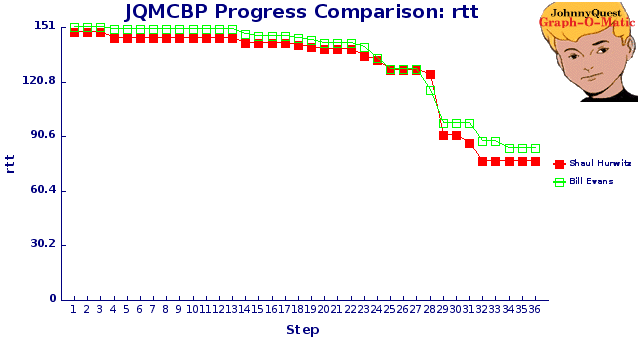 JQMCBP Progress Comparison: rtt
JohnnyQuest
Graph-O-Matic
151
120.8
90.6
60.4
30.2
0
rtt
1 2 3 4 5 6 7 8 9 10 11 12 13 14 15 16 17 18 19 20 21 22 23 24 25 26 27 28 29 30 31 32 33 34 35 36
Step
Shaul Hurwitz
Bill Evans